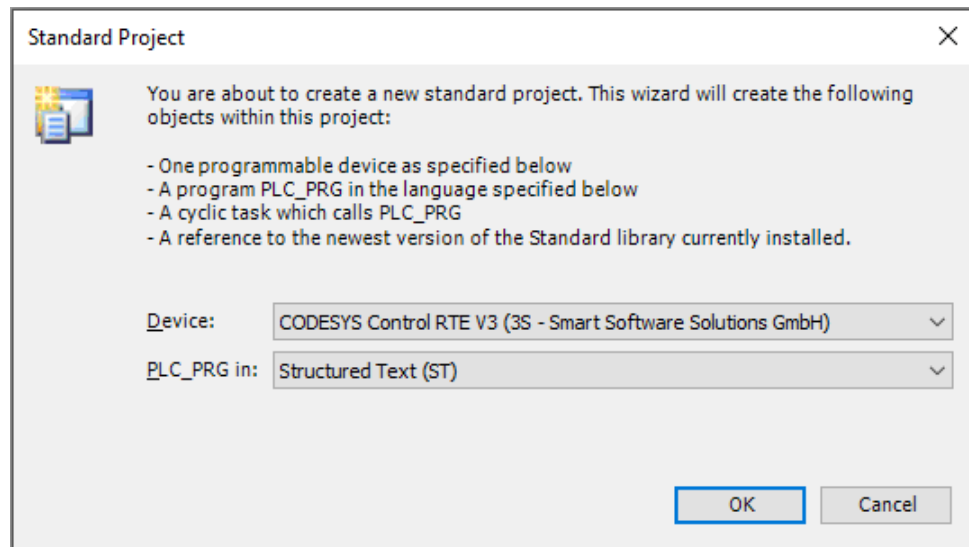 Standard Project
You are about to create a new standard project. This wizard will create the following
objects within this project:
- One programmable device as specified below
- A program PLC_PRG in the language specified below
- A cyclic task which calls PLC_PRG
- A reference to the newest version of the Standard library currently installed.
Device: CODESYS Control RTE V3 (3S - Smart Software Solutions GmbH)
PLC_PRG in: Structured Text (ST)
OK Cancel